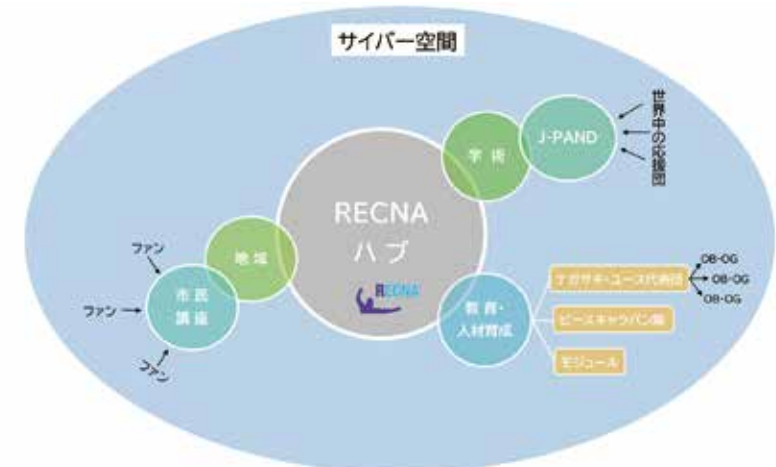 サイバー空間
学術
J-PAND
世界中の応援団
RECNA
ハブ
RECNA
地域
市民
講座
ファン
ファン
ファン
教育・
人材育成
ナガサキ・ユース代表団
ピースキャラバン隊
モジュール
OB・OG
OB・OG
OB・OG